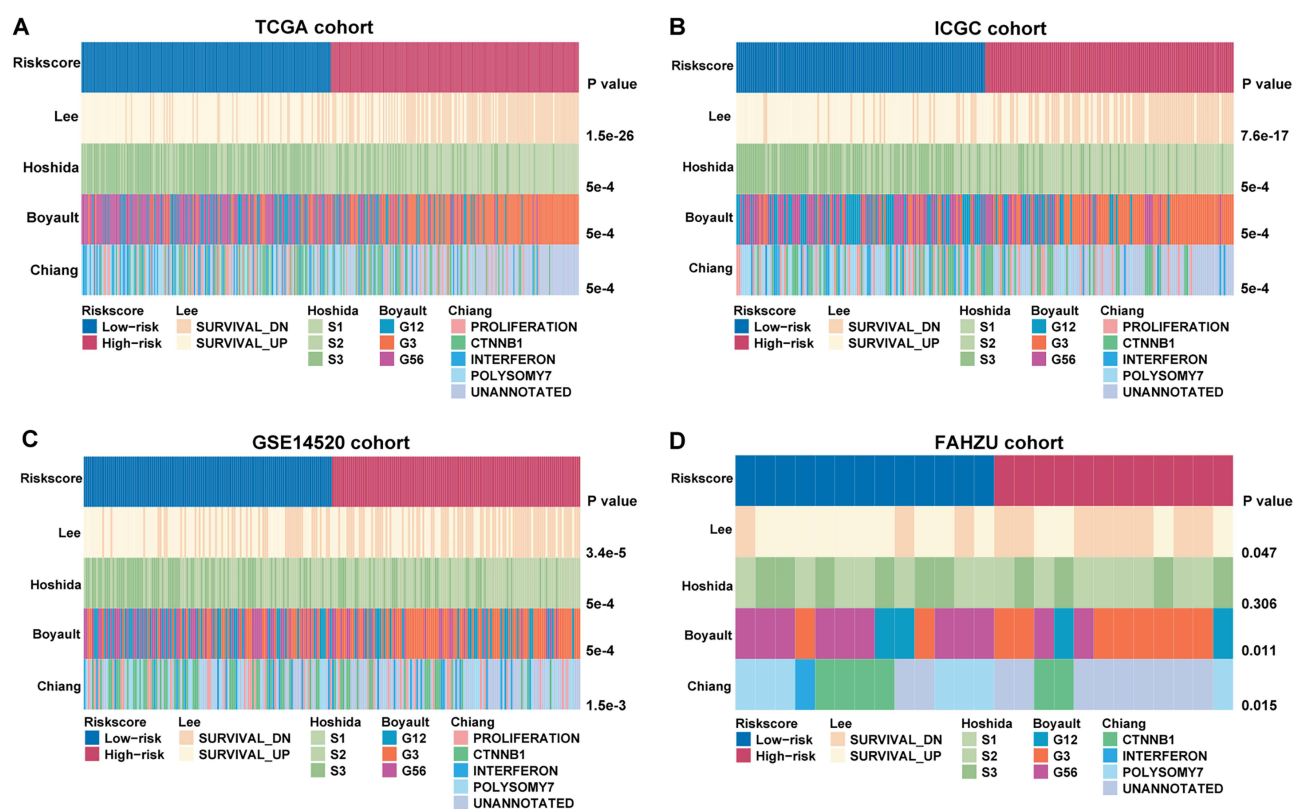 A
TCGA cohort
Riskscore
P value
Lee
1.5e-26
Hoshida
5e-4
Boyault
5e-4
Chiang
5e-4
Riskscore Lee Hoshida Boyault Chiang
Low-risk SURVIVAL_DN S1 G12 PROLIFERATION
High-risk SURVIVAL_UP S2 G3 CTNNB1
S3 G56 INTERFERON
POLYSOMY7
UNANNOTATED
B
ICGC cohort
Riskscore
P value
Lee
7.6e-17
Hoshida
5e-4
Boyault
5e-4
Chiang
5e-4
Riskscore Lee Hoshida Boyault Chiang
Low-risk SURVIVAL_DN S1 G12 PROLIFERATION
High-risk SURVIVAL_UP S2 G3 CTNNB1
S3 G56 INTERFERON
POLYSOMY7
UNANNOTATED
C
GSE14520 cohort
Riskscore
P value
Lee
3.4e-5
Hoshida
5e-4
Boyault
5e-4
Chiang
1.5e-3
Riskscore Lee Hoshida Boyault Chiang
Low-risk SURVIVAL_DN S1 G12 PROLIFERATION
High-risk SURVIVAL_UP S2 G3 CTNNB1
S3 G56 INTERFERON
POLYSOMY7
UNANNOTATED
D
FAHZU cohort
Riskscore
P value
Lee
0.047
Hoshida
0.306
Boyault
0.011
Chiang
0.015
Riskscore Lee Hoshida Boyault Chiang
Low-risk SURVIVAL_DN S1 G12 CTNNB1
High-risk SURVIVAL_UP S2 G3 INTERFERON
S3 G56 POLYSOMY7
UNANNOTATED